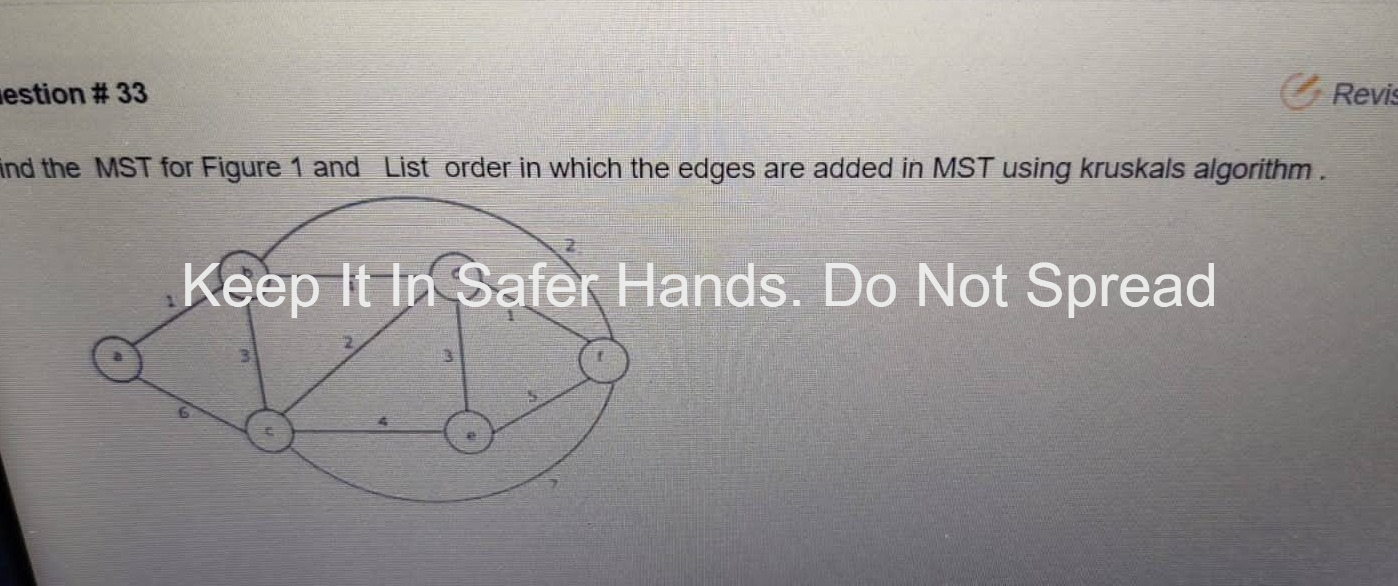 estion # 33
Revis
ind the MST for Figure 1 and List order in which the edges are added in MST using kruskals algorithm .
2
Keep It In Safer Hands. Do Not Spread
1
1
a
3
2
3
f
6
5
4
c
e
7